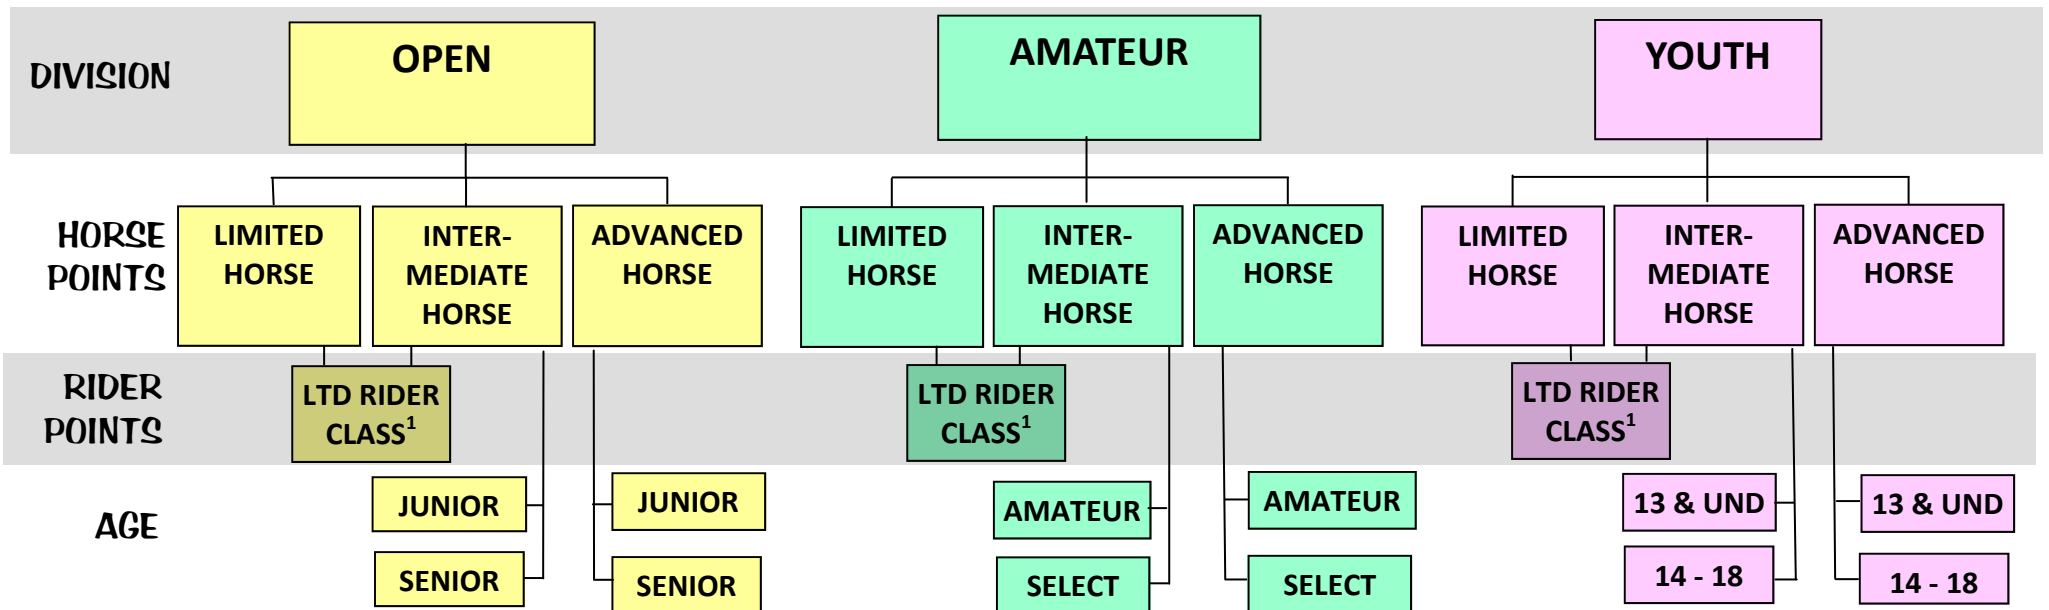 DIVISION
OPEN
AMATEUR
YOUTH
HORSE
POINTS
LIMITED
HORSE
INTER-
MEDIATE
HORSE
ADVANCED
HORSE
LIMITED
HORSE
INTER-
MEDIATE
HORSE
ADVANCED
HORSE
LIMITED
HORSE
INTER-
MEDIATE
HORSE
ADVANCED
HORSE
RIDER
POINTS
LTD RIDER
CLASS¹
LTD RIDER
CLASS¹
LTD RIDER
CLASS¹
AGE
JUNIOR
JUNIOR
AMATEUR
AMATEUR
13 & UND
13 & UND
SENIOR
SENIOR
SELECT
SELECT
14 - 18
14 - 18